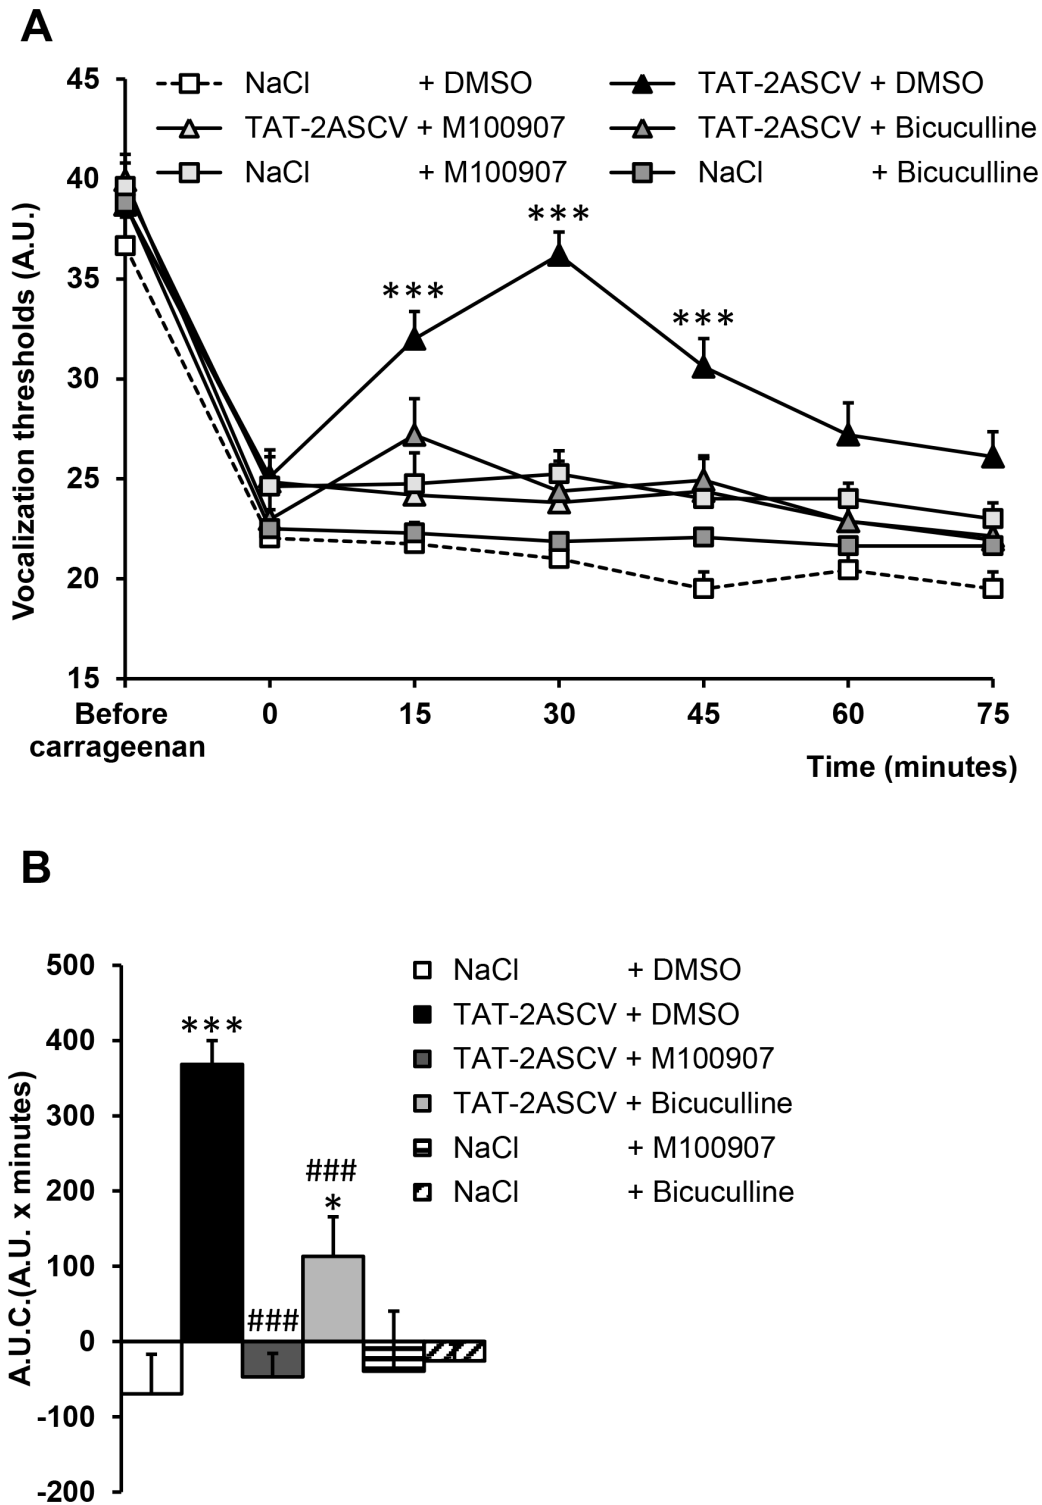 A
45
NaCl + DMSO
TAT-2ASCV + DMSO
TAT-2ASCV + M100907
TAT-2ASCV + Bicuculline
NaCl + M100907
NaCl + Bicuculline
40
35
30
25
20
15
Vocalization thresholds (A.U.)
***
***
***
Before carrageenan
0
15
30
45
60
75
Time (minutes)
B
500
400
300
200
100
0
-100
-200
A.U.C.(A.U. x minutes)
NaCl + DMSO
TAT-2ASCV + DMSO
TAT-2ASCV + M100907
TAT-2ASCV + Bicuculline
NaCl + M100907
NaCl + Bicuculline
***
###
###
*